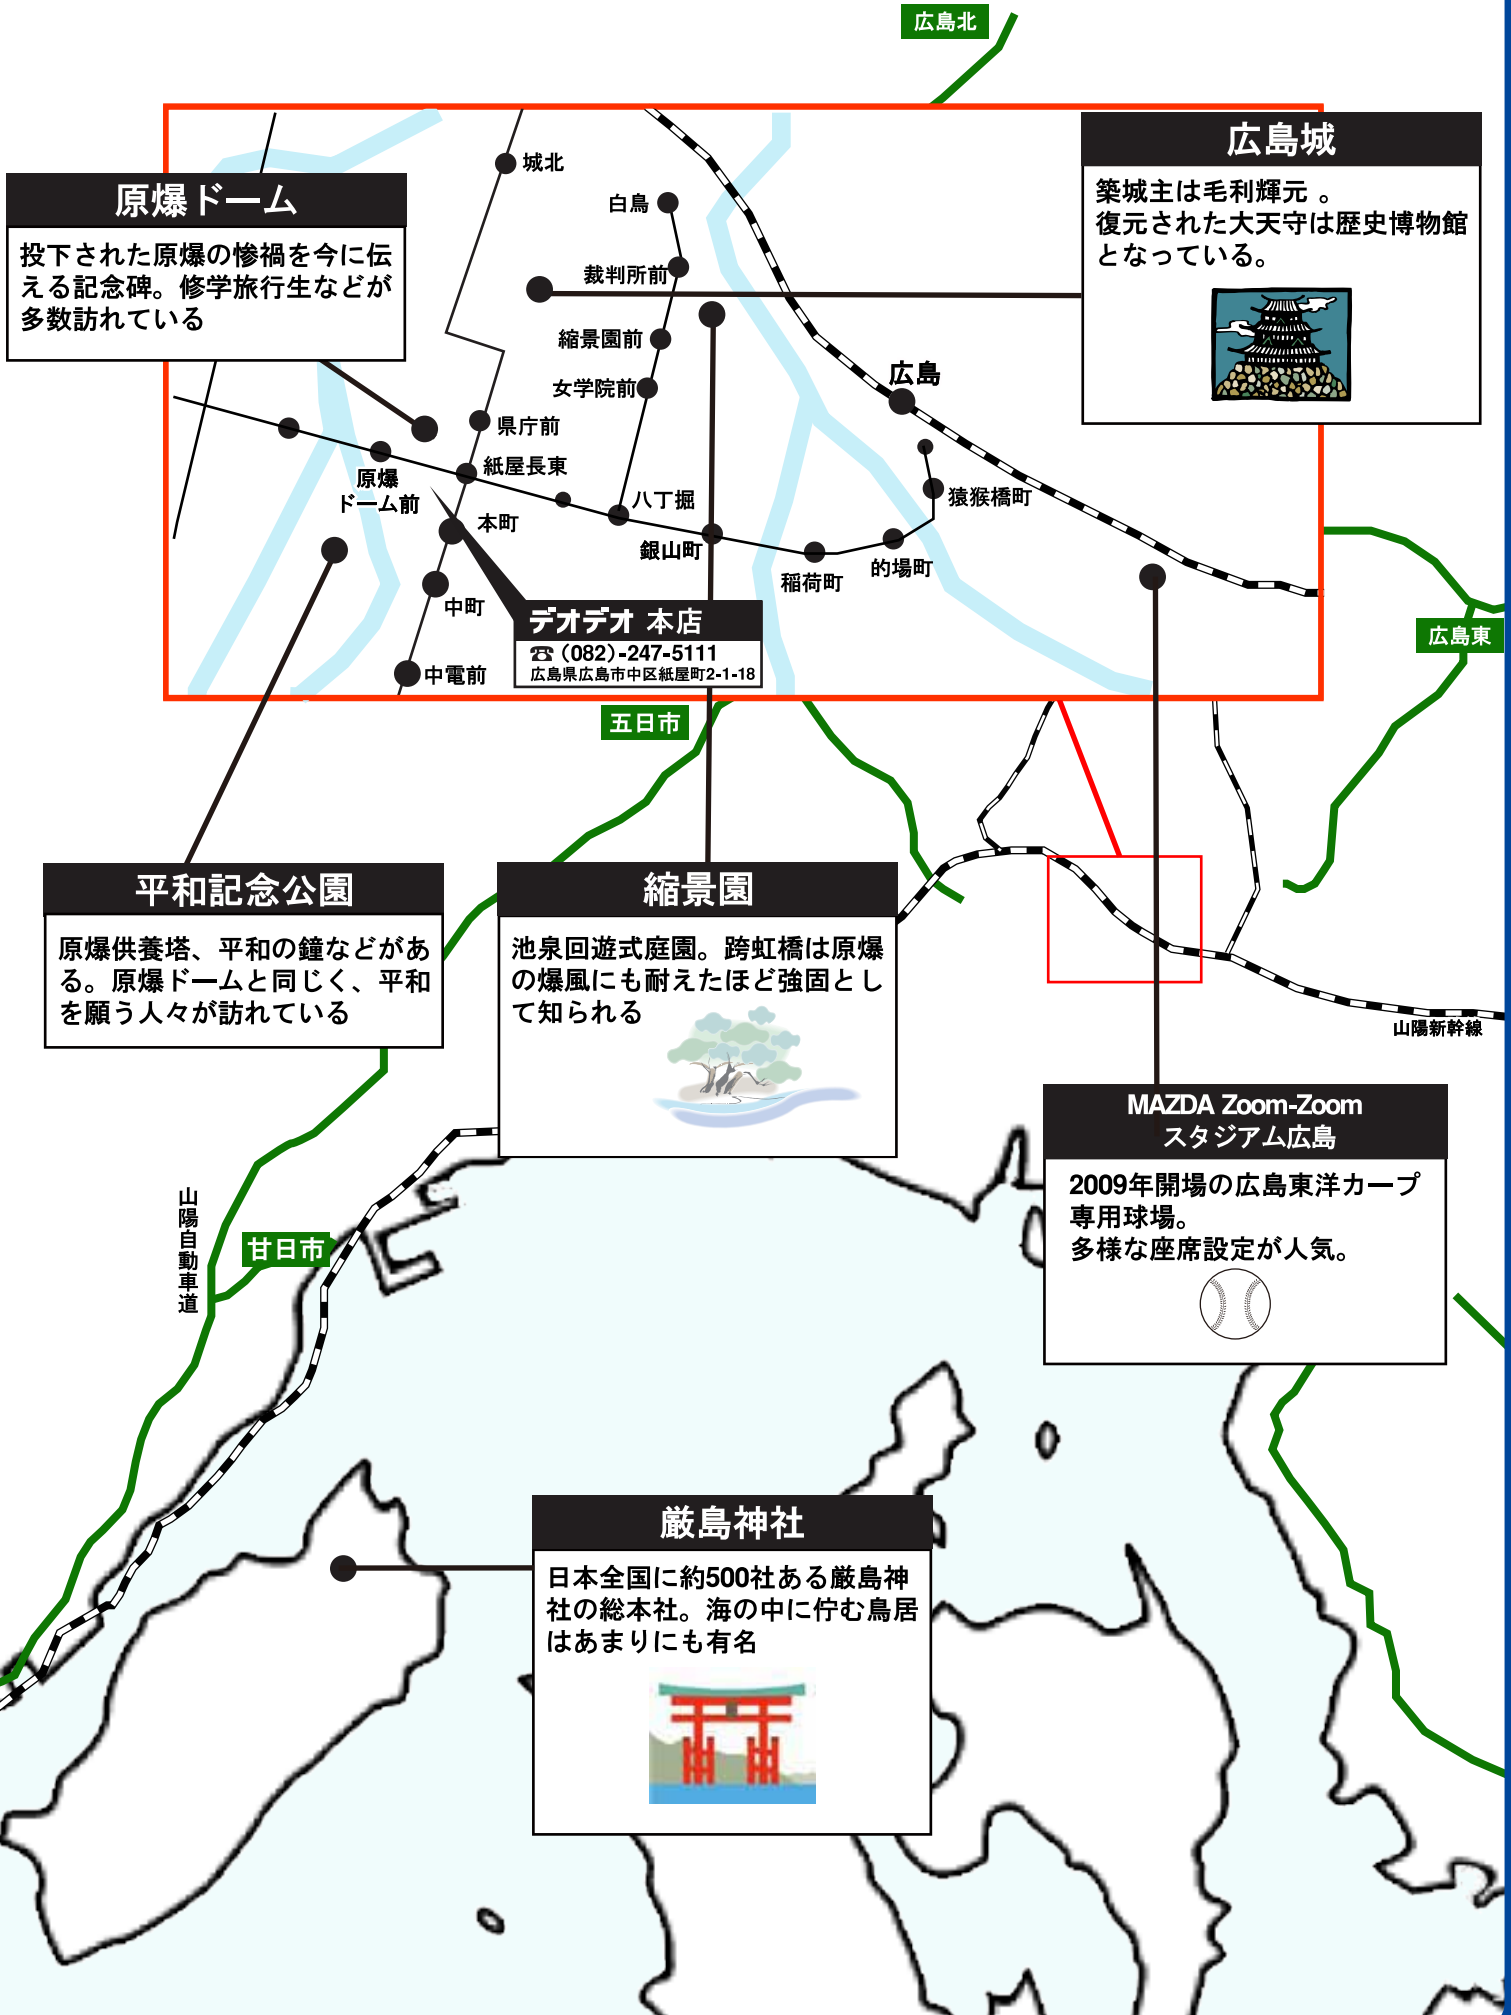 広島北
広島城
築城主は毛利輝元 。
復元された大天守は歴史博物館
となっている。
原爆ドーム
投下された原爆の惨禍を今に伝
える記念碑。修学旅行生などが
多数訪れている
城北
白鳥
裁判所前
縮景園前
女学院前
広島
県庁前
紙屋長東
原爆
ドーム前
八丁掘
猿猴橋町
本町
銀山町
稲荷町
的場町
中町
中電前
デオデオ 本店
☎(082)-247-5111
広島県広島市中区紙屋町2-1-18
広島東
五日市
平和記念公園
原爆供養塔、平和の鐘などがあ
る。原爆ドームと同じく、平和
を願う人々が訪れている
縮景園
池泉回遊式庭園。跨虹橋は原爆
の爆風にも耐えたほど強固とし
て知られる
山陽新幹線
MAZDA Zoom-Zoom
スタジアム広島
2009年開場の広島東洋カープ
専用球場。
多様な座席設定が人気。
山陽自動車道
甘日市
厳島神社
日本全国に約500社ある厳島神
社の総本社。海の中に佇む鳥居
はあまりにも有名